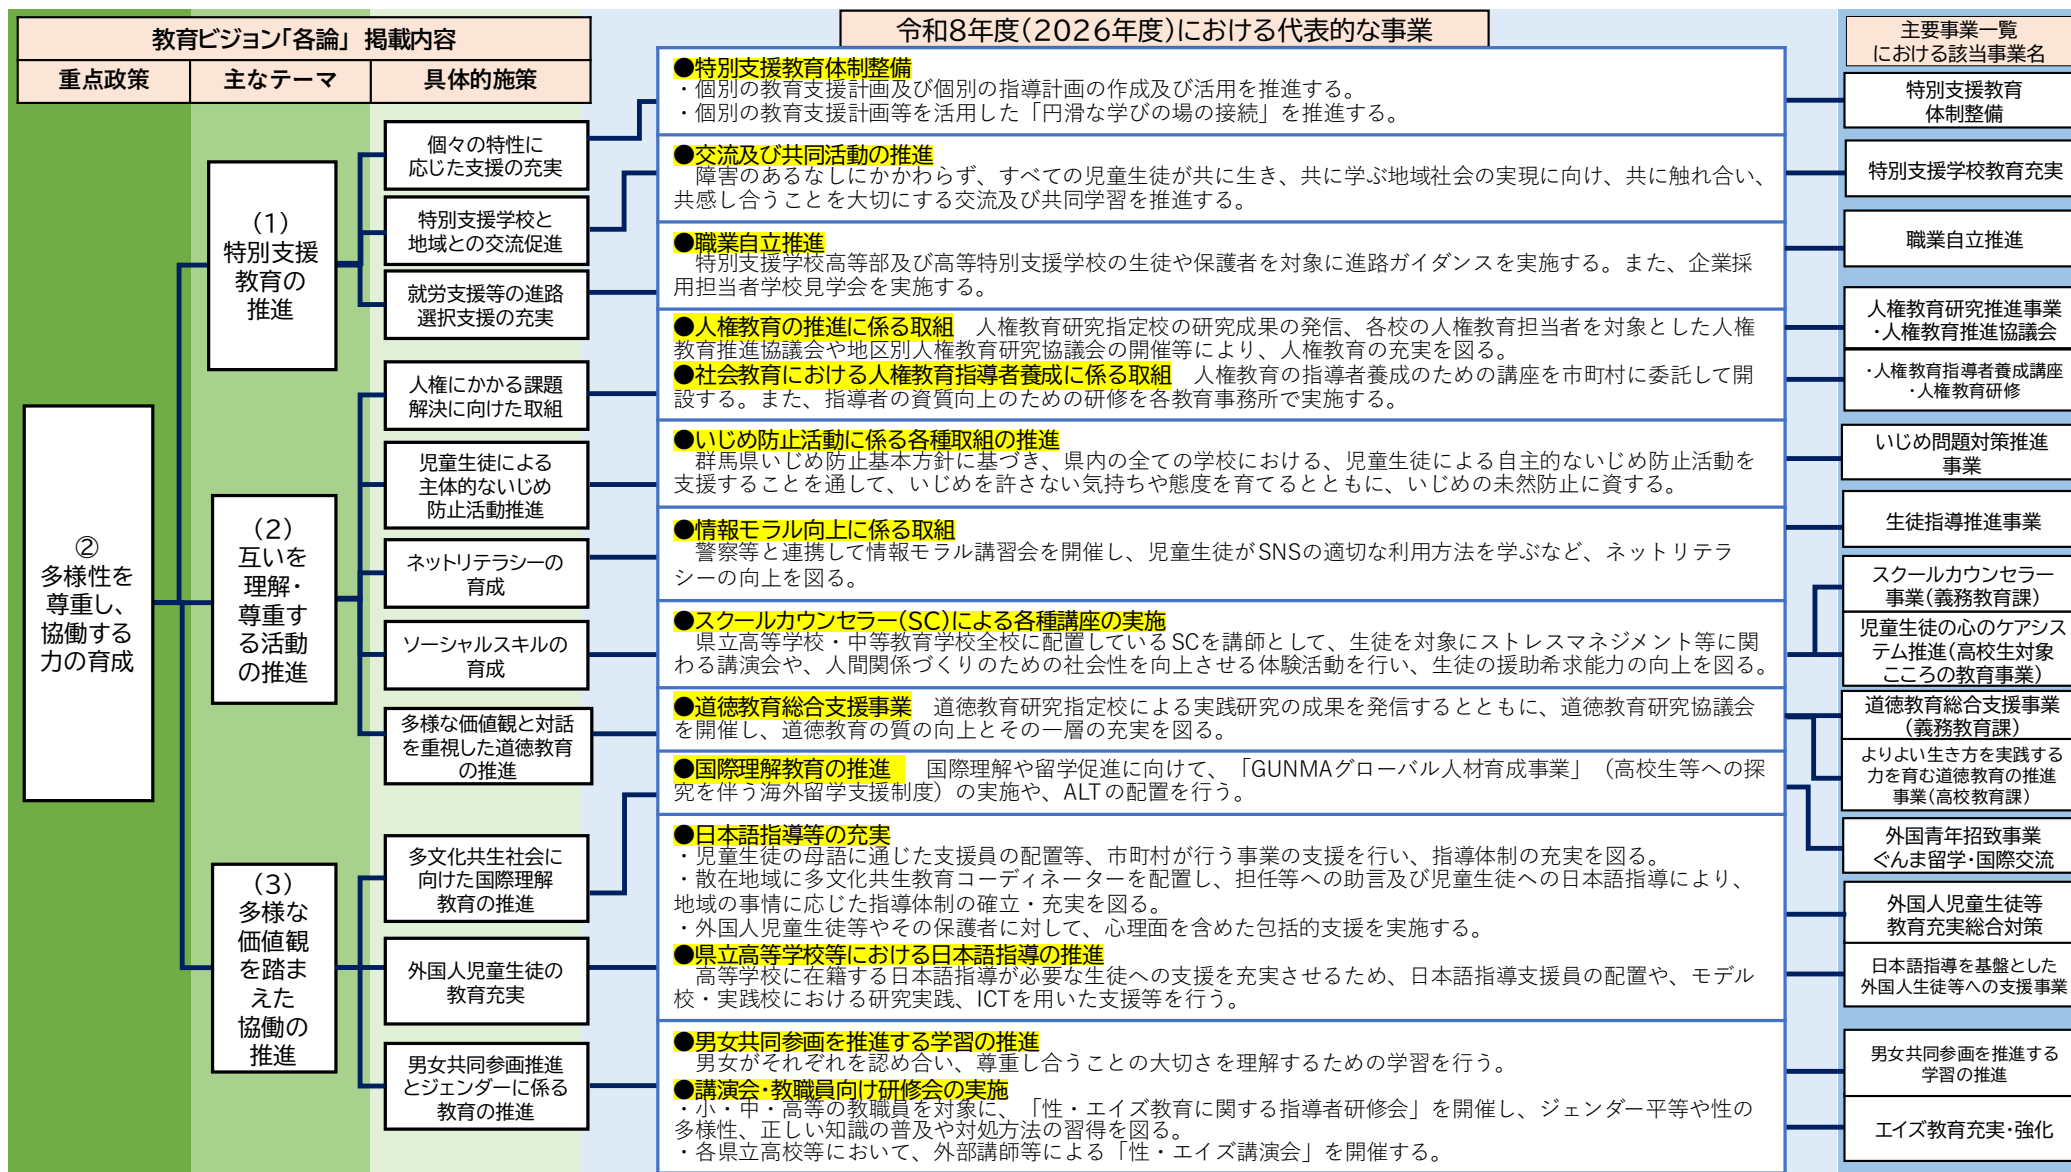 教育ビジョン「各論」 掲載内容
重点政策
主なテーマ
具体的施策
令和8年度(2026年度)における代表的な事業
主要事業一覧
における該当事業名
②
多様性を
尊重し、
協働する
力の育成
(1)
特別支援
教育の
推進
個々の特性に
応じた支援の充実
特別支援学校と
地域との交流促進
就労支援等の進路
選択支援の充実
(2)
互いを
理解・
尊重す
る活動
の推進
人権にかかる課題
解決に向けた取組
児童生徒による
主体的ないじめ
防止活動推進
ネットリテラシーの
育成
ソーシャルスキルの
育成
多様な価値観と対話
を重視した道徳教育
の推進
(3)
多様な
価値観
を踏ま
えた
協働の
推進
多文化共生社会に
向けた国際理解
教育の推進
外国人児童生徒の
教育充実
男女共同参画推進
とジェンダーに係る
教育の推進
●特別支援教育体制整備
・個別の教育支援計画及び個別の指導計画の作成及び活用を推進する。
・個別の教育支援計画等を活用した「円滑な学びの場の接続」を推進する。
●交流及び共同活動の推進
障害のあるなしにかかわらず、すべての児童生徒が共に生き、共に学ぶ地域社会の実現に向け、共に触れ合い、
共感し合うことを大切にする交流及び共同学習を推進する。
●職業自立推進
特別支援学校高等部及び高等特別支援学校の生徒や保護者を対象に進路ガイダンスを実施する。また、企業採
用担当者学校見学会を実施する。
●人権教育の推進に係る取組　人権教育研究指定校の研究成果の発信、各校の人権教育担当者を対象とした人権
教育推進協議会や地区別人権教育研究協議会の開催等により、人権教育の充実を図る。
●社会教育における人権教育指導者養成に係る取組　人権教育の指導者養成のための講座を市町村に委託して開
設する。また、指導者の資質向上のための研修を各教育事務所で実施する。
●いじめ防止活動に係る各種取組の推進
群馬県いじめ防止基本方針に基づき、県内の全ての学校における、児童生徒による自主的ないじめ防止活動を
支援することを通して、いじめを許さない気持ちや態度を育てるとともに、いじめの未然防止に資する。
●情報モラル向上に係る取組
警察等と連携して情報モラル講習会を開催し、児童生徒がSNSの適切な利用方法を学ぶなど、ネットリテラ
シーの向上を図る。
●スクールカウンセラー(SC)による各種講座の実施
県立高等学校・中等教育学校全校に配置しているSCを講師として、生徒を対象にストレスマネジメント等に関
わる講演会や、人間関係づくりのための社会性を向上させる体験活動を行い、生徒の援助希求能力の向上を図る。
●道徳教育総合支援事業　道徳教育研究指定校による実践研究の成果を発信するとともに、道徳教育研究協議会
を開催し、道徳教育の質の向上とその一層の充実を図る。
●国際理解教育の推進　国際理解や留学促進に向けて、「GUNMAグローバル人材育成事業」(高校生等への探
究を伴う海外留学支援制度)の実施や、ALTの配置を行う。
●日本語指導等の充実
・児童生徒の母語に通じた支援員の配置等、市町村が行う事業の支援を行い、指導体制の充実を図る。
・散在地域に多文化共生教育コーディネーターを配置し、担任等への助言及び児童生徒への日本語指導により、
地域の事情に応じた指導体制の確立・充実を図る。
・外国人児童生徒等やその保護者に対して、心理面を含めた包括的支援を実施する。
●県立高等学校等における日本語指導の推進
高等学校に在籍する日本語指導が必要な生徒への支援を充実させるため、日本語指導支援員の配置や、モデル
校・実践校における研究実践、ICTを用いた支援等を行う。
●男女共同参画を推進する学習の推進
男女がそれぞれを認め合い、尊重し合うことの大切さを理解するための学習を行う。
●講演会・教職員向け研修会の実施
・小・中・高等の教職員を対象に、「性・エイズ教育に関する指導者研修会」を開催し、ジェンダー平等や性の
多様性、正しい知識の普及や対処方法の習得を図る。
・各県立高校等において、外部講師等による「性・エイズ講演会」を開催する。
特別支援教育
体制整備
特別支援学校教育充実
職業自立推進
人権教育研究推進事業
・人権教育推進協議会
・人権教育指導者養成講座
・人権教育研修
いじめ問題対策推進
事業
生徒指導推進事業
スクールカウンセラー
事業(義務教育課)
児童生徒の心のケアシス
テム推進(高校生対象
こころの教育事業)
道徳教育総合支援事業
(義務教育課)
よりよい生き方を実践する
力を育む道徳教育の推進
事業(高校教育課)
外国青年招致事業
ぐんま留学・国際交流
外国人児童生徒等
教育充実総合対策
日本語指導を基盤とした
外国人生徒等への支援事業
男女共同参画を推進する
学習の推進
エイズ教育充実・強化